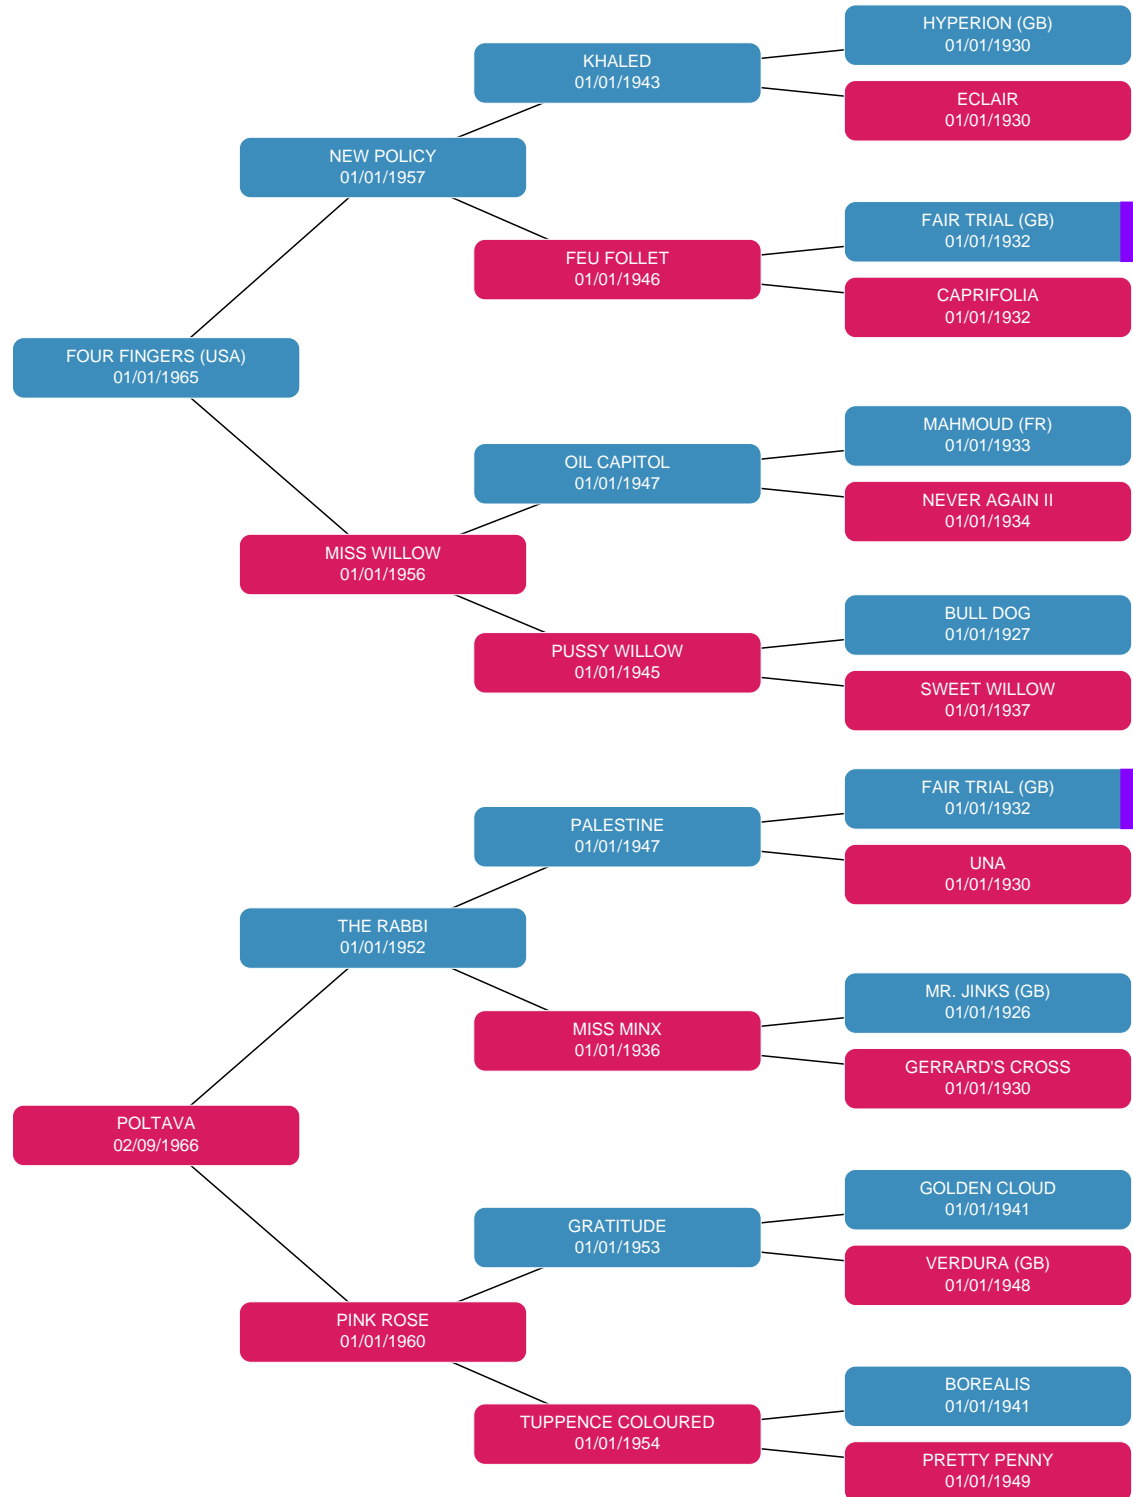 HYPERION (GB)
01/01/1930
KHALED
01/01/1943
ECLAIR
01/01/1930
NEW POLICY
01/01/1957
FAIR TRIAL (GB)
01/01/1932
FEU FOLLET
01/01/1946
CAPRIFOLIA
01/01/1932
FOUR FINGERS (USA)
01/01/1965
MAHMOUD (FR)
01/01/1933
OIL CAPITOL
01/01/1947
NEVER AGAIN II
01/01/1934
MISS WILLOW
01/01/1956
BULL DOG
01/01/1927
PUSSY WILLOW
01/01/1945
SWEET WILLOW
01/01/1937
FAIR TRIAL (GB)
01/01/1932
PALESTINE
01/01/1947
UNA
01/01/1930
THE RABBI
01/01/1952
MR. JINKS (GB)
01/01/1926
MISS MINX
01/01/1936
GERRARD'S CROSS
01/01/1930
POLTAVA
02/09/1966
GOLDEN CLOUD
01/01/1941
GRATITUDE
01/01/1953
VERDURA (GB)
01/01/1948
PINK ROSE
01/01/1960
BOREALIS
01/01/1941
TUPPENCE COLOURED
01/01/1954
PRETTY PENNY
01/01/1949